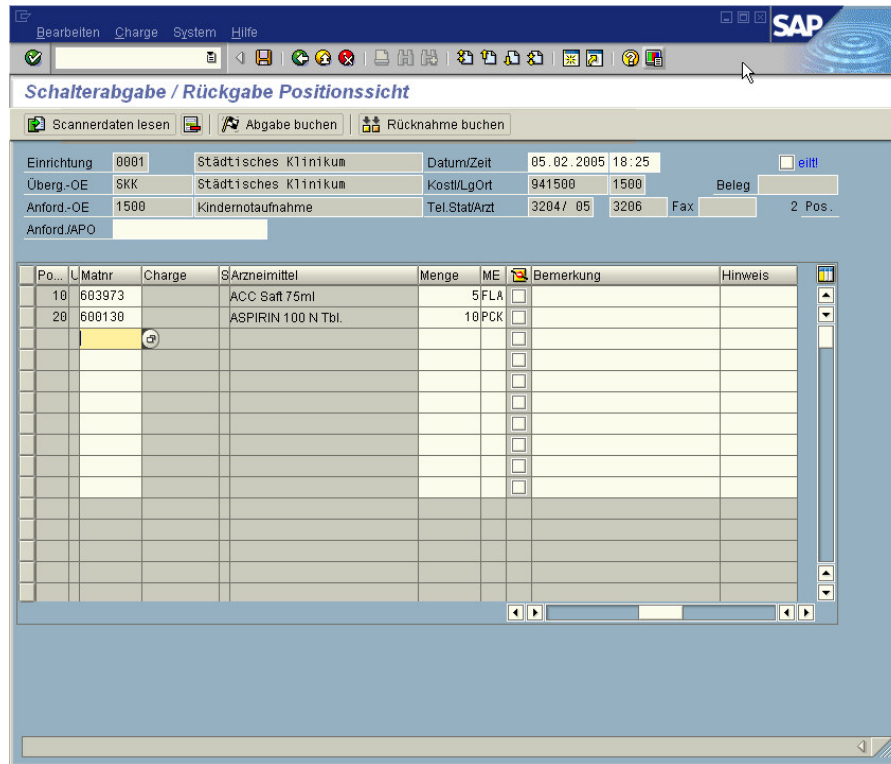 Bearbeiten Charge System Hilfe
SAP
Schalterabgabe / Rückgabe Positionssicht
Scannerdaten lesen Abgabe buchen Rücknahme buchen
Einrichtung 0001 Städtisches Klinikum Datum/Zeit 05.02.2005 18:25 eilt!
Überg.-OE SKK Städtisches Klinikum Kostl/LgOrt 941500 1500 Beleg
Anford.-OE 1500 Kindernotaufnahme Tel.Stat/Arzt 3204/ 05 3206 Fax 2 Pos.
Anford./APO
Po... U Matnr Charge S Arzneimittel Menge ME Bemerkung Hinweis
10 603973 ACC Saft 75ml 5 FLA
20 600130 ASPIRIN 100 N Tbl. 10 PCK